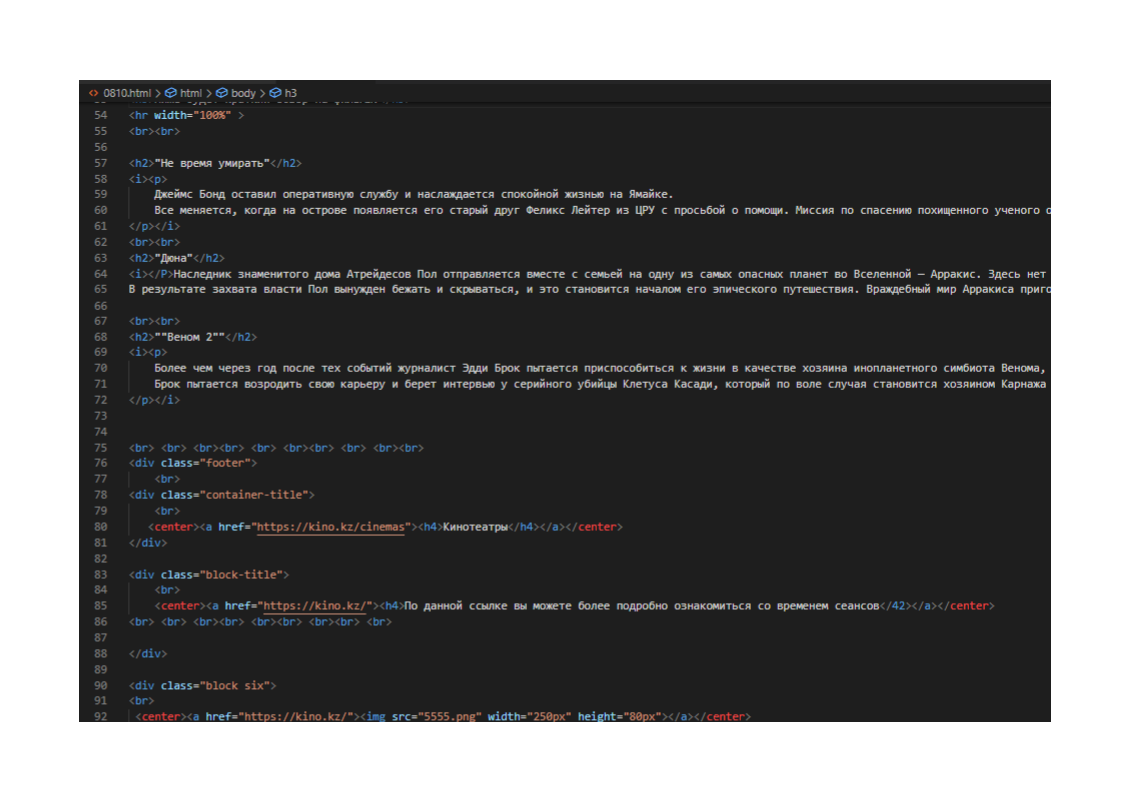 0810.html > html > body > h3
54 <hr width="100%" >
55 <br><br>
56
57 <h2>"Не время умирать"</h2>
58 <i><p>
59 Джеймс Бонд оставил оперативную службу и наслаждается спокойной жизнью на Ямайке.
60 Все меняется, когда на острове появляется его старый друг Феликс Лейтер из ЦРУ с просьбой о помощи. Миссия по спасению похищенного ученого о
61 </p></i>
62 <br><br>
63 <h2>"Дюна"</h2>
64 <i></P>Наследник знаменитого дома Атрейдесов Пол отправляется вместе с семьей на одну из самых опасных планет во Вселенной – Арракис. Здесь нет
65 В результате захвата власти Пол вынужден бежать и скрываться, и это становится началом его эпического путешествия. Враждебный мир Арракиса приго
66
67 <br><br>
68 <h2>""Веном 2""</h2>
69 <i><p>
70 Более чем через год после тех событий журналист Эдди Брок пытается приспособиться к жизни в качестве хозяина инопланетного симбиота Венома,
71 Брок пытается возродить свою карьеру и берет интервью у серийного убийцы Клетуса Касади, который по воле случая становится хозяином Карнажа
72 </p></i>
73
74
75 <br> <br> <br><br> <br> <br><br> <br> <br><br>
76 <div class="footer">
77 <br>
78 <div class="container-title">
79 <br>
80 <center><a href="https://kino.kz/cinemas"><h4>Кинотеатры</h4></a></center>
81 </div>
82
83 <div class="block-title">
84 <br>
85 <center><a href="https://kino.kz/"><h4>По данной ссылке вы можете более подробно ознакомиться со временем сеансов</42></a></center>
86 <br> <br> <br><br> <br><br> <br><br> <br>
87
88 </div>
89
90 <div class="block six">
91 <br>
92 <center><a href="https://kino.kz/"><img src="5555.png" width="250px" height="80px"></a></center>